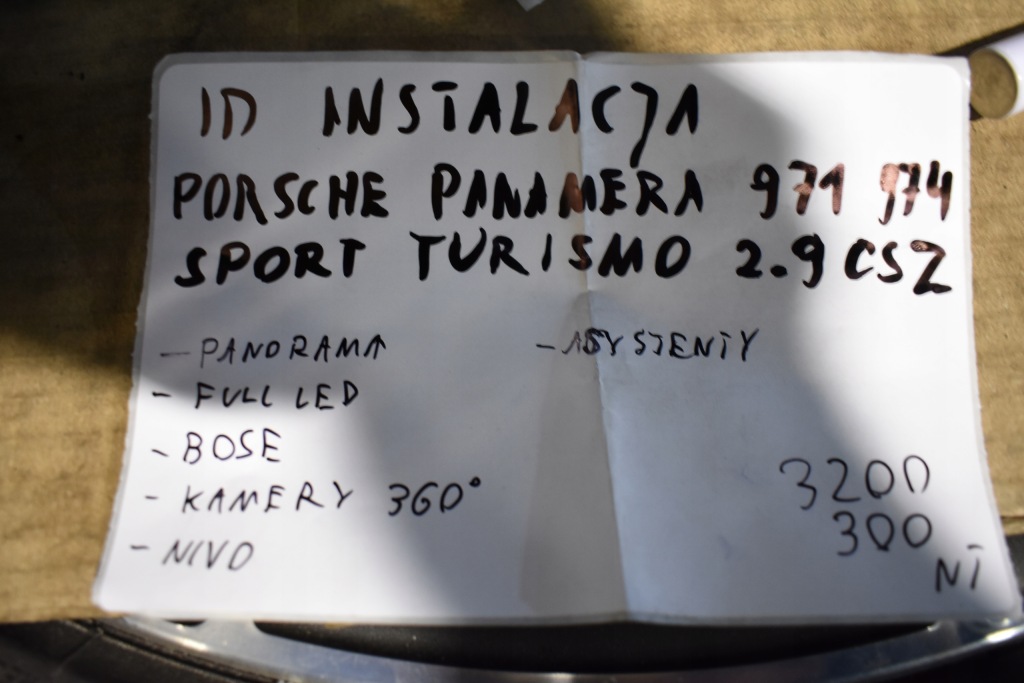 ID INSTALACJA
PORSCHE PANAMERA 971 974
SPORT TURISMO 2.9 CSZ
- PANORAMA
- FULL LED
- BOSE
- KAMERY 360°
- NIVO
- ASYSTENTY
3200
300
NT